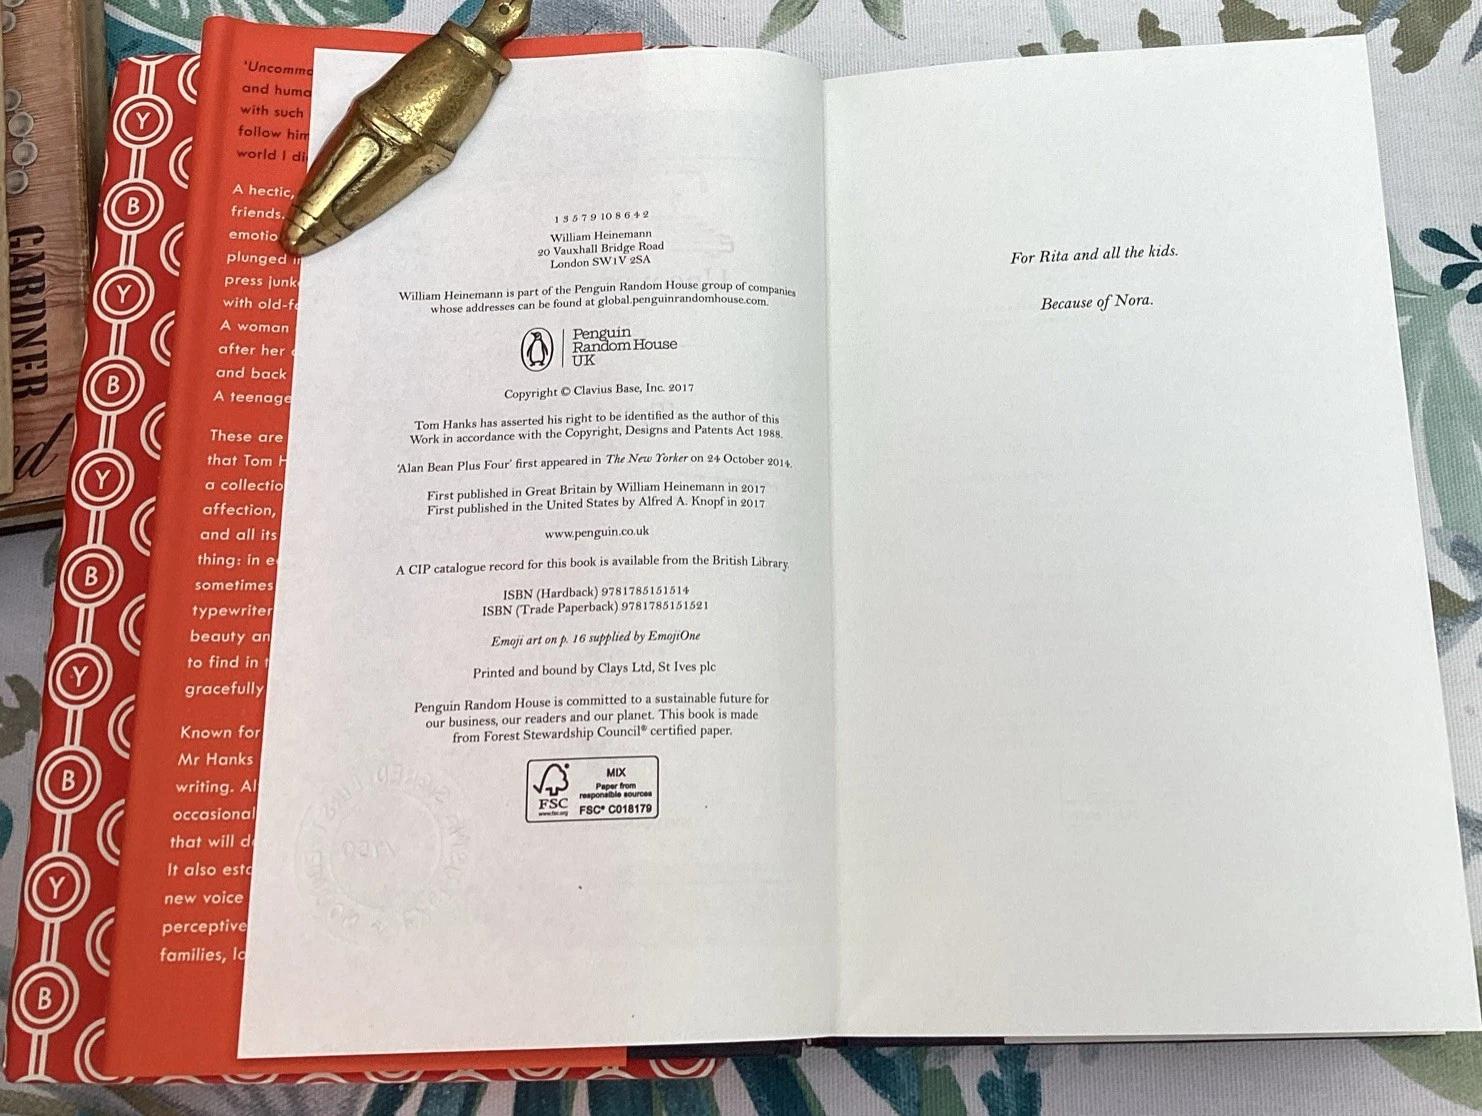 GARDNER
Y
B
Y
B
Y
B
Y
B
Y
B
'Uncommo
and huma
with such
follow him
world I di
A hectic,
friends.
emotio
plunged i
press junk
with old-fa
A woman
after her
and back
A teenage
These are
that Tom H
a collectio
affection,
and all its
thing: in e
sometimes
typewriter
beauty an
to find in t
gracefully
Known for
Mr Hanks
writing. Al
occasional
that will d
It also esta
new voice
perceptive
families, lo
1 3 5 7 9 10 8 6 4 2
William Heinemann
20 Vauxhall Bridge Road
London SW1V 2SA
William Heinemann is part of the Penguin Random House group of companies
whose addresses can be found at global.penguinrandomhouse.com.
Penguin
Random House
UK
Copyright © Clavius Base, Inc. 2017
Tom Hanks has asserted his right to be identified as the author of this
Work in accordance with the Copyright, Designs and Patents Act 1988.
'Alan Bean Plus Four' first appeared in The New Yorker on 24 October 2014.
First published in Great Britain by William Heinemann in 2017
First published in the United States by Alfred A. Knopf in 2017
www.penguin.co.uk
A CIP catalogue record for this book is available from the British Library
ISBN (Hardback) 9781785151514
ISBN (Trade Paperback) 9781785151521
Emoji art on p. 16 supplied by EmojiOne
Printed and bound by Clays Ltd, St Ives plc
Penguin Random House is committed to a sustainable future for
our business, our readers and our planet. This book is made
from Forest Stewardship Council® certified paper.
FSC
www.fsc.org
MIX
Paper from
responsible sources
FSC® C018179
For Rita and all the kids.
Because of Nora.